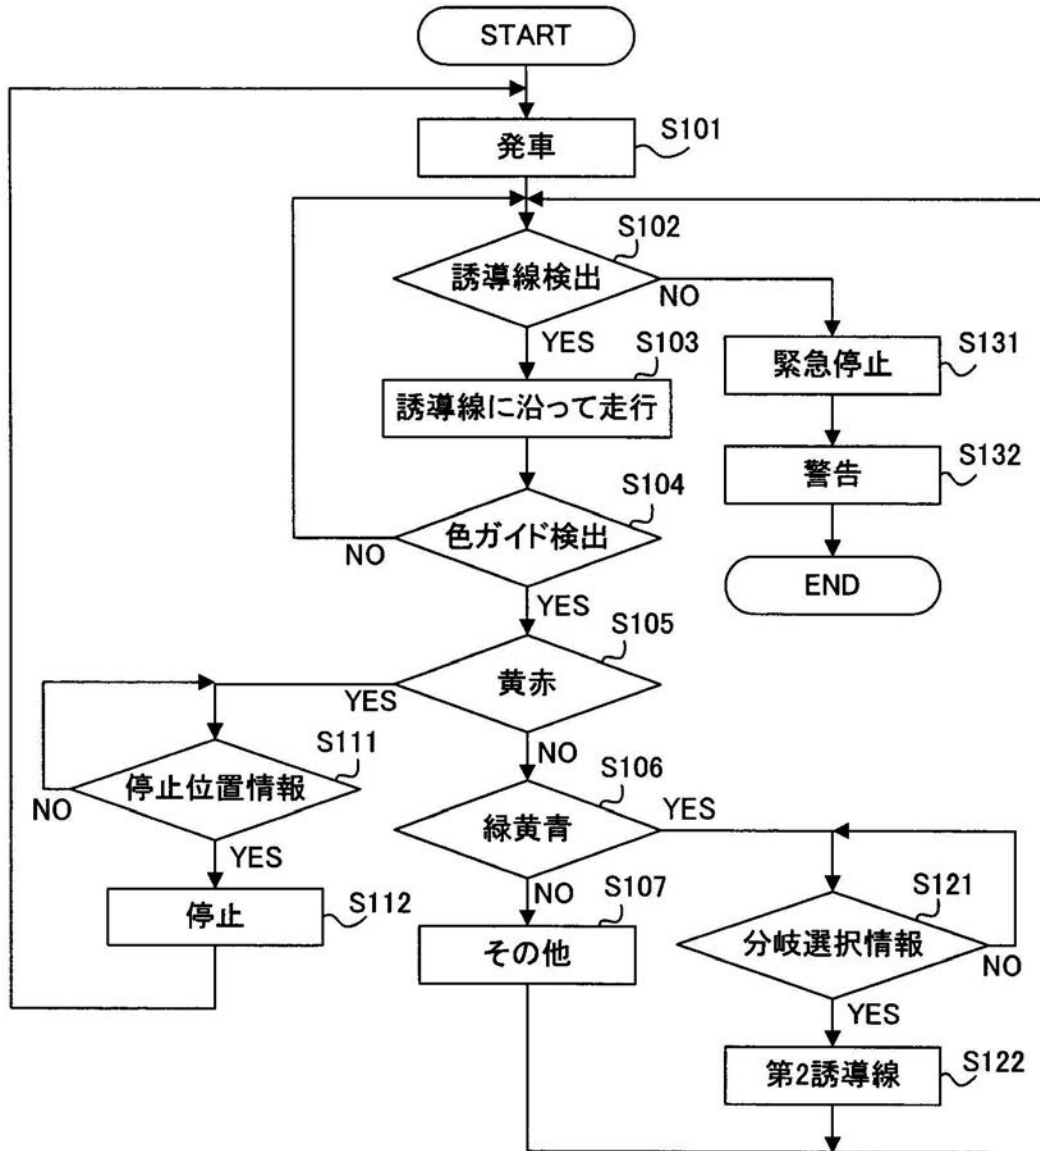 START
発車
S101
S102
誘導線検出
NO
YES
S103
誘導線に沿って走行
S131
緊急停止
S132
警告
S104
色ガイド検出
NO
YES
END
S105
黄赤
YES
NO
S111
停止位置情報
NO
YES
S106
緑黄青
YES
NO
S112
停止
S107
その他
S121
分岐選択情報
NO
YES
S122
第2誘導線